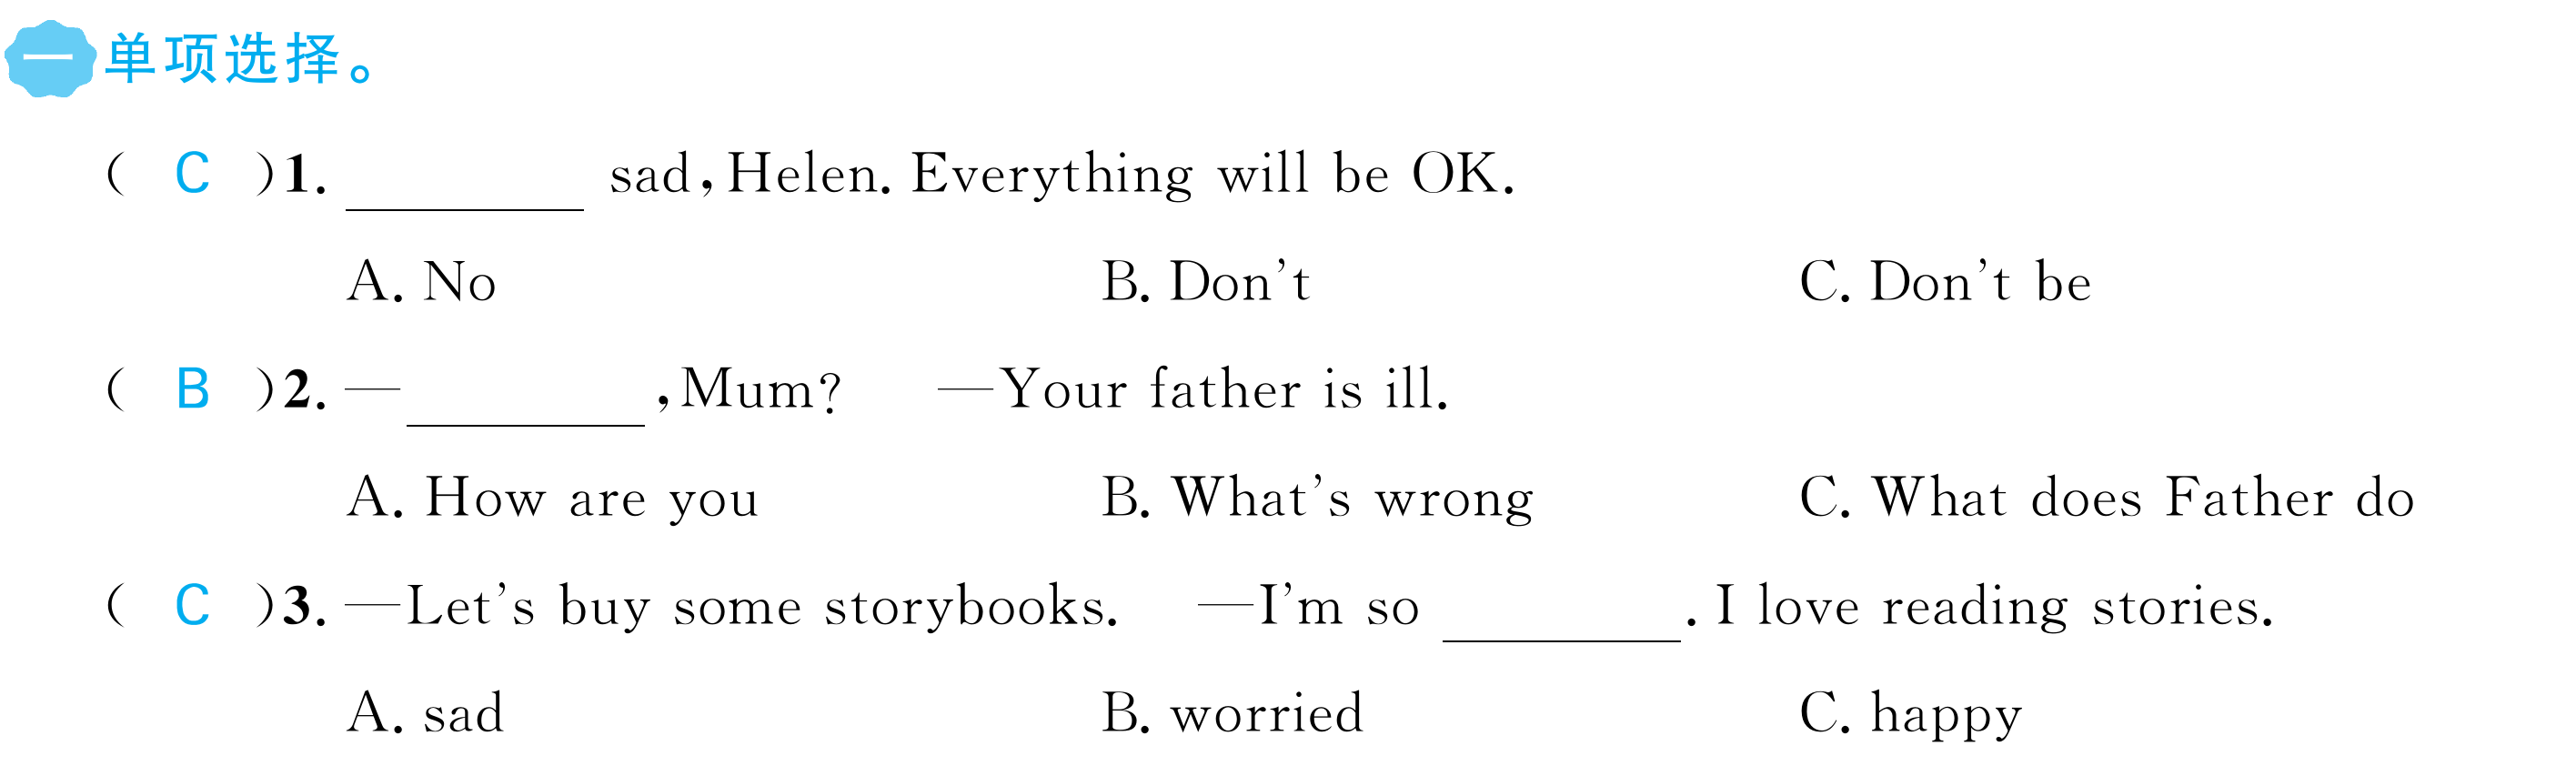 一 单项选择。
( C )1. ________ sad, Helen. Everything will be OK.
A. No B. Don't C. Don't be
( B )2. —________, Mum? —Your father is ill.
A. How are you B. What's wrong C. What does Father do
( C )3. —Let's buy some storybooks. —I'm so ________. I love reading stories.
A. sad B. worried C. happy